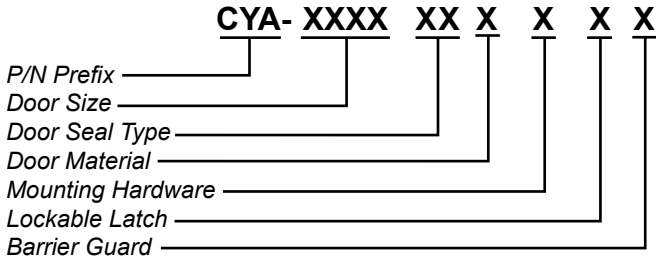 CYA- XXXX XX X X X X
P/N Prefix
Door Size
Door Seal Type
Door Material
Mounting Hardware
Lockable Latch
Barrier Guard